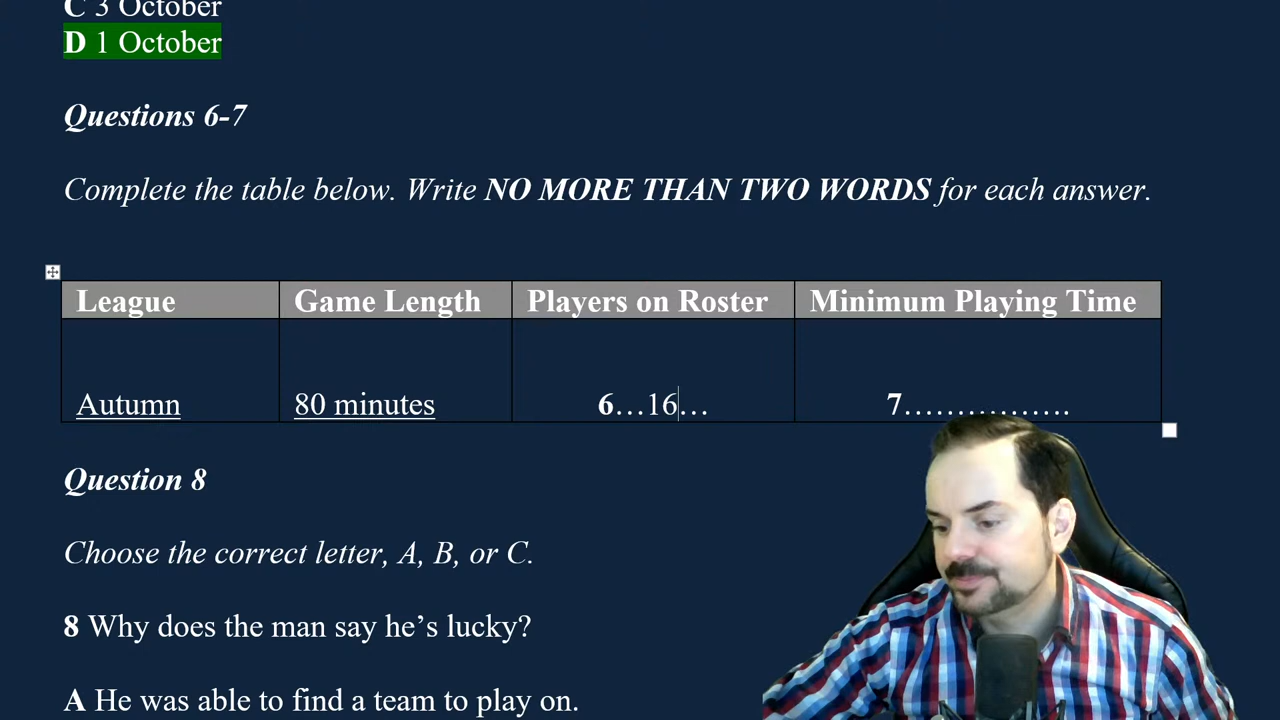 C 3 October
D 1 October
Questions 6-7
Complete the table below. Write NO MORE THAN TWO WORDS for each answer.
League Game Length Players on Roster Minimum Playing Time
Autumn 80 minutes 6…16… 7…………….
Question 8
Choose the correct letter, A, B, or C.
8 Why does the man say he’s lucky?
A He was able to find a team to play on.